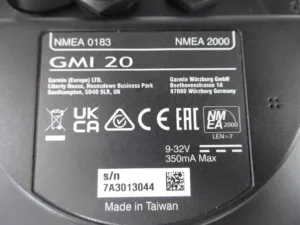 NMEA 0183 NMEA 2000
GMI 20
Garmin (Europe) LTD. Garmin Würzburg GmbH
Liberty House, Hounsdown Business Park Beethovenstrasse 1a
Southampton, SO40 9LR, UK 97080 Würzburg, Germany
UK CA CE EAC NMEA 2000
LEN=7
9-32V
350mA Max
s/n
7A3013044
Made in Taiwan